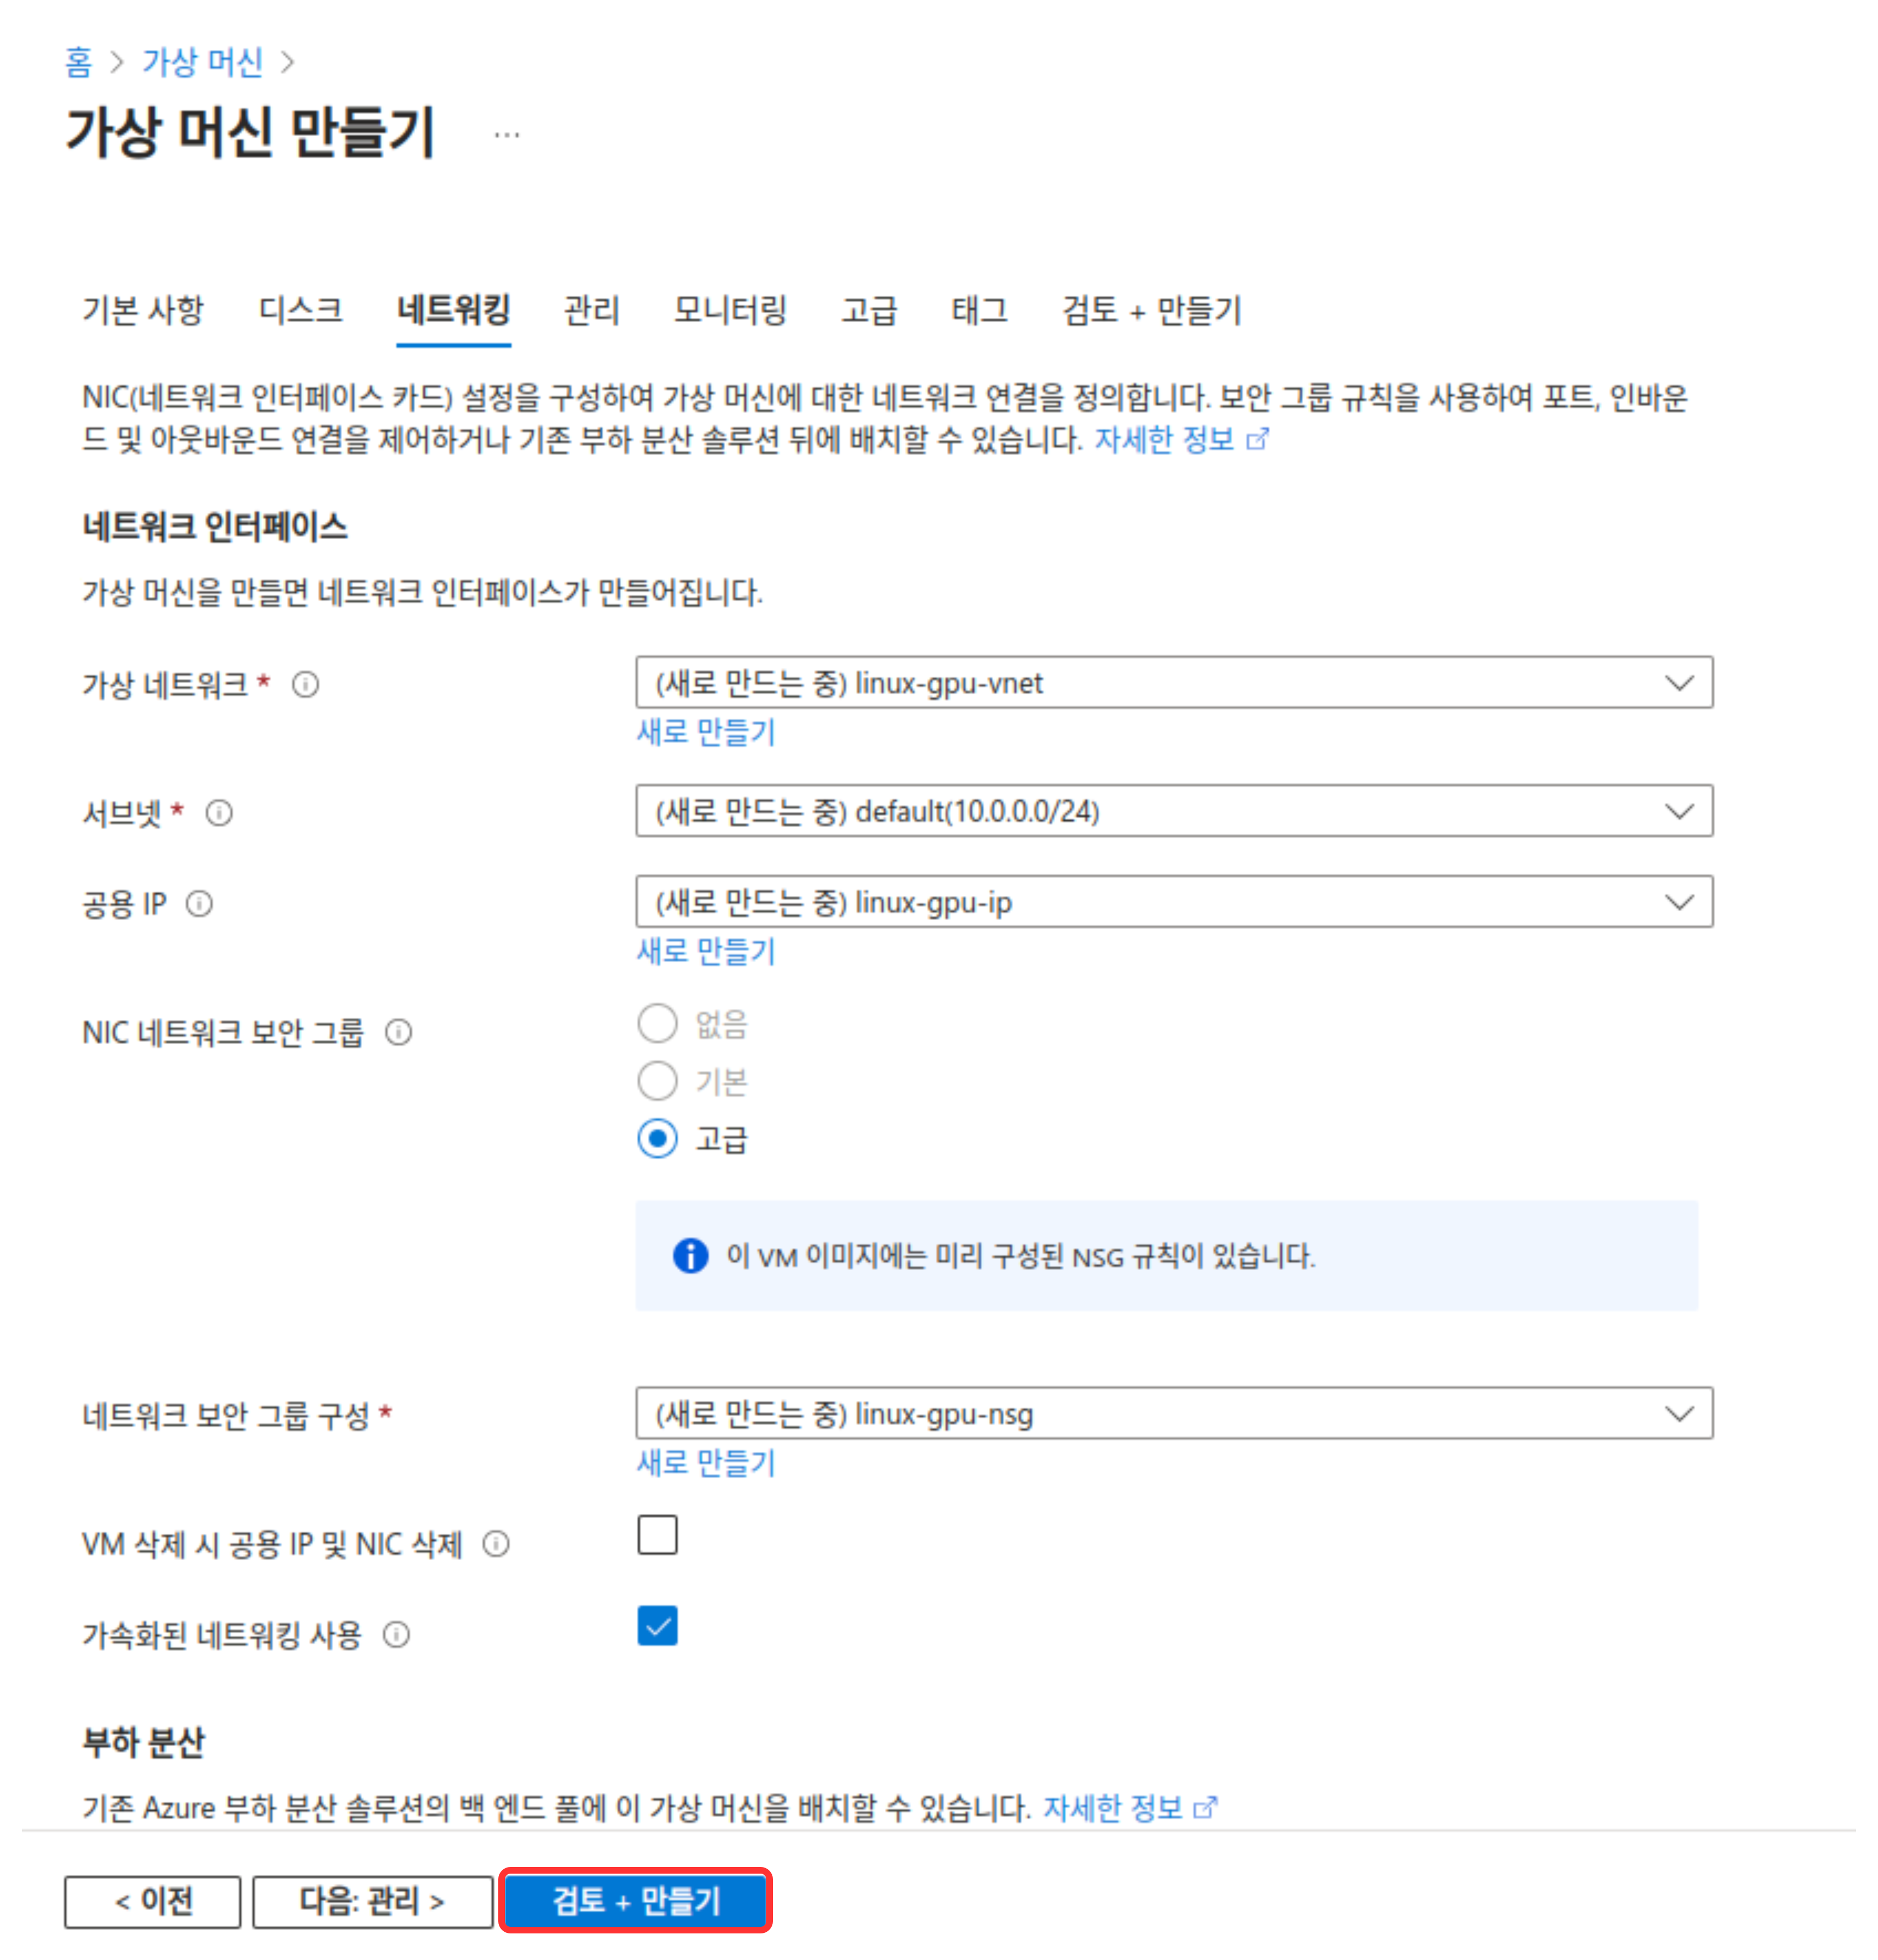 홈 > 가상 머신 >
가상 머신 만들기 ...
기본 사항 디스크 네트워킹 관리 모니터링 고급 태그 검토 + 만들기
NIC(네트워크 인터페이스 카드) 설정을 구성하여 가상 머신에 대한 네트워크 연결을 정의합니다. 보안 그룹 규칙을 사용하여 포트, 인바운
드 및 아웃바운드 연결을 제어하거나 기존 부하 분산 솔루션 뒤에 배치할 수 있습니다. 자세한 정보
네트워크 인터페이스
가상 머신을 만들면 네트워크 인터페이스가 만들어집니다.
가상 네트워크 * (새로 만드는 중) linux-gpu-vnet
새로 만들기
서브넷 * (새로 만드는 중) default(10.0.0.0/24)
공용 IP (새로 만드는 중) linux-gpu-ip
새로 만들기
NIC 네트워크 보안 그룹 없음
기본
고급
이 VM 이미지에는 미리 구성된 NSG 규칙이 있습니다.
네트워크 보안 그룹 구성 * (새로 만드는 중) linux-gpu-nsg
새로 만들기
VM 삭제 시 공용 IP 및 NIC 삭제
가속화된 네트워킹 사용
부하 분산
기존 Azure 부하 분산 솔루션의 백 엔드 풀에 이 가상 머신을 배치할 수 있습니다. 자세한 정보
< 이전 다음: 관리 > 검토 + 만들기